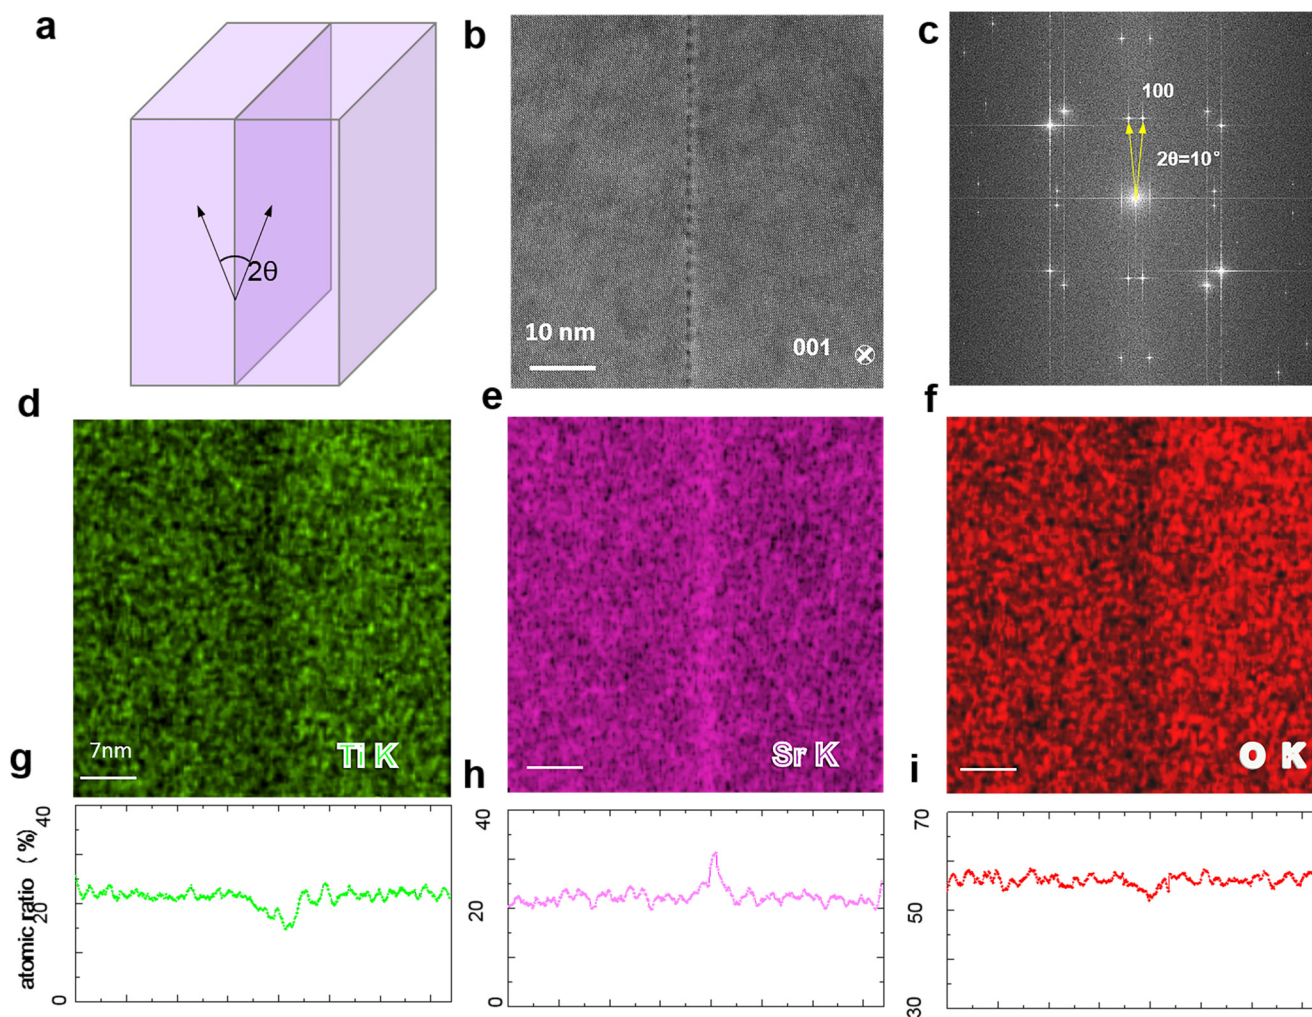 a
2θ
b
10 nm
001
c
100
2θ=10°
d
7nm
Ti K
e
Sr K
f
O K
g
atomic ratio (%)
40
20
0
h
40
20
0
i
70
50
30